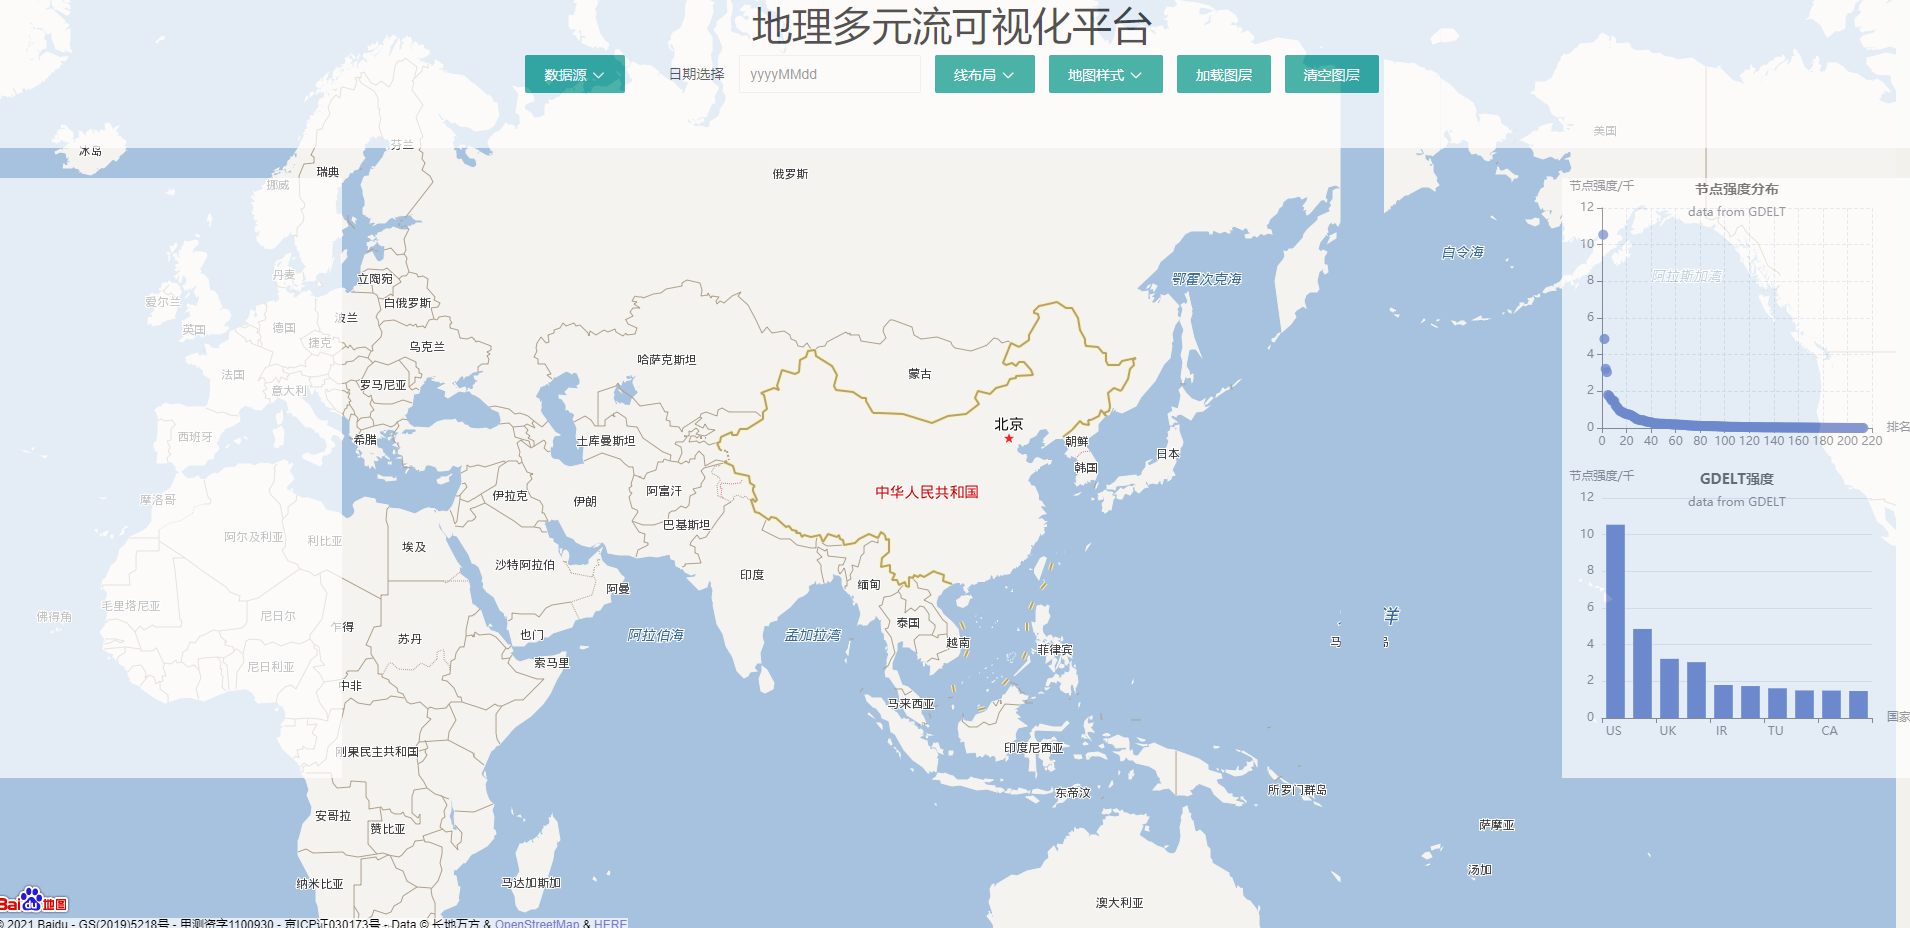 地理多元流可视化平台
数据源 日期选择 yyyyMMdd 线布局 地图样式 加载图层 清空图层
美国
芬兰
冰岛
瑞典
俄罗斯
挪威
节点强度/千 节点强度分布
data from GDELT
12
10
8
6
4
2
0
0 20 40 60 80 100 120 140 160 180 200 220
排名
白令海
鄂霍次克海
阿拉斯加湾
丹麦
立陶宛
爱尔兰
白俄罗斯
英国
德国
波兰
捷克
乌克兰
哈萨克斯坦
法国
蒙古
罗马尼亚
意大利
北京
西班牙
希腊
土库曼斯坦
朝鲜
日本
韩国
节点强度/千 GDELT强度
data from GDELT
12
10
8
6
4
2
0
US UK IR TU CA
国家
摩洛哥
伊拉克
伊朗
阿富汗
中华人民共和国
巴基斯坦
阿尔及利亚
利比亚
埃及
沙特阿拉伯
印度
缅甸
阿曼
毛里塔尼亚
佛得角
尼日尔
乍得
苏丹
也门
阿拉伯海
孟加拉湾
泰国
越南
菲律宾
马
洋
索马里
尼日利亚
中非
马来西亚
刚果民主共和国
印度尼西亚
东帝汶
所罗门群岛
安哥拉
赞比亚
萨摩亚
汤加
纳米比亚
马达加斯加
澳大利亚
Bai du 地图
© 2021 Baidu - GS(2019)5218号 - 甲测资字1100930 - 京ICP证030173号 - Data © 长地万方 & OpenStreetMap & HERE